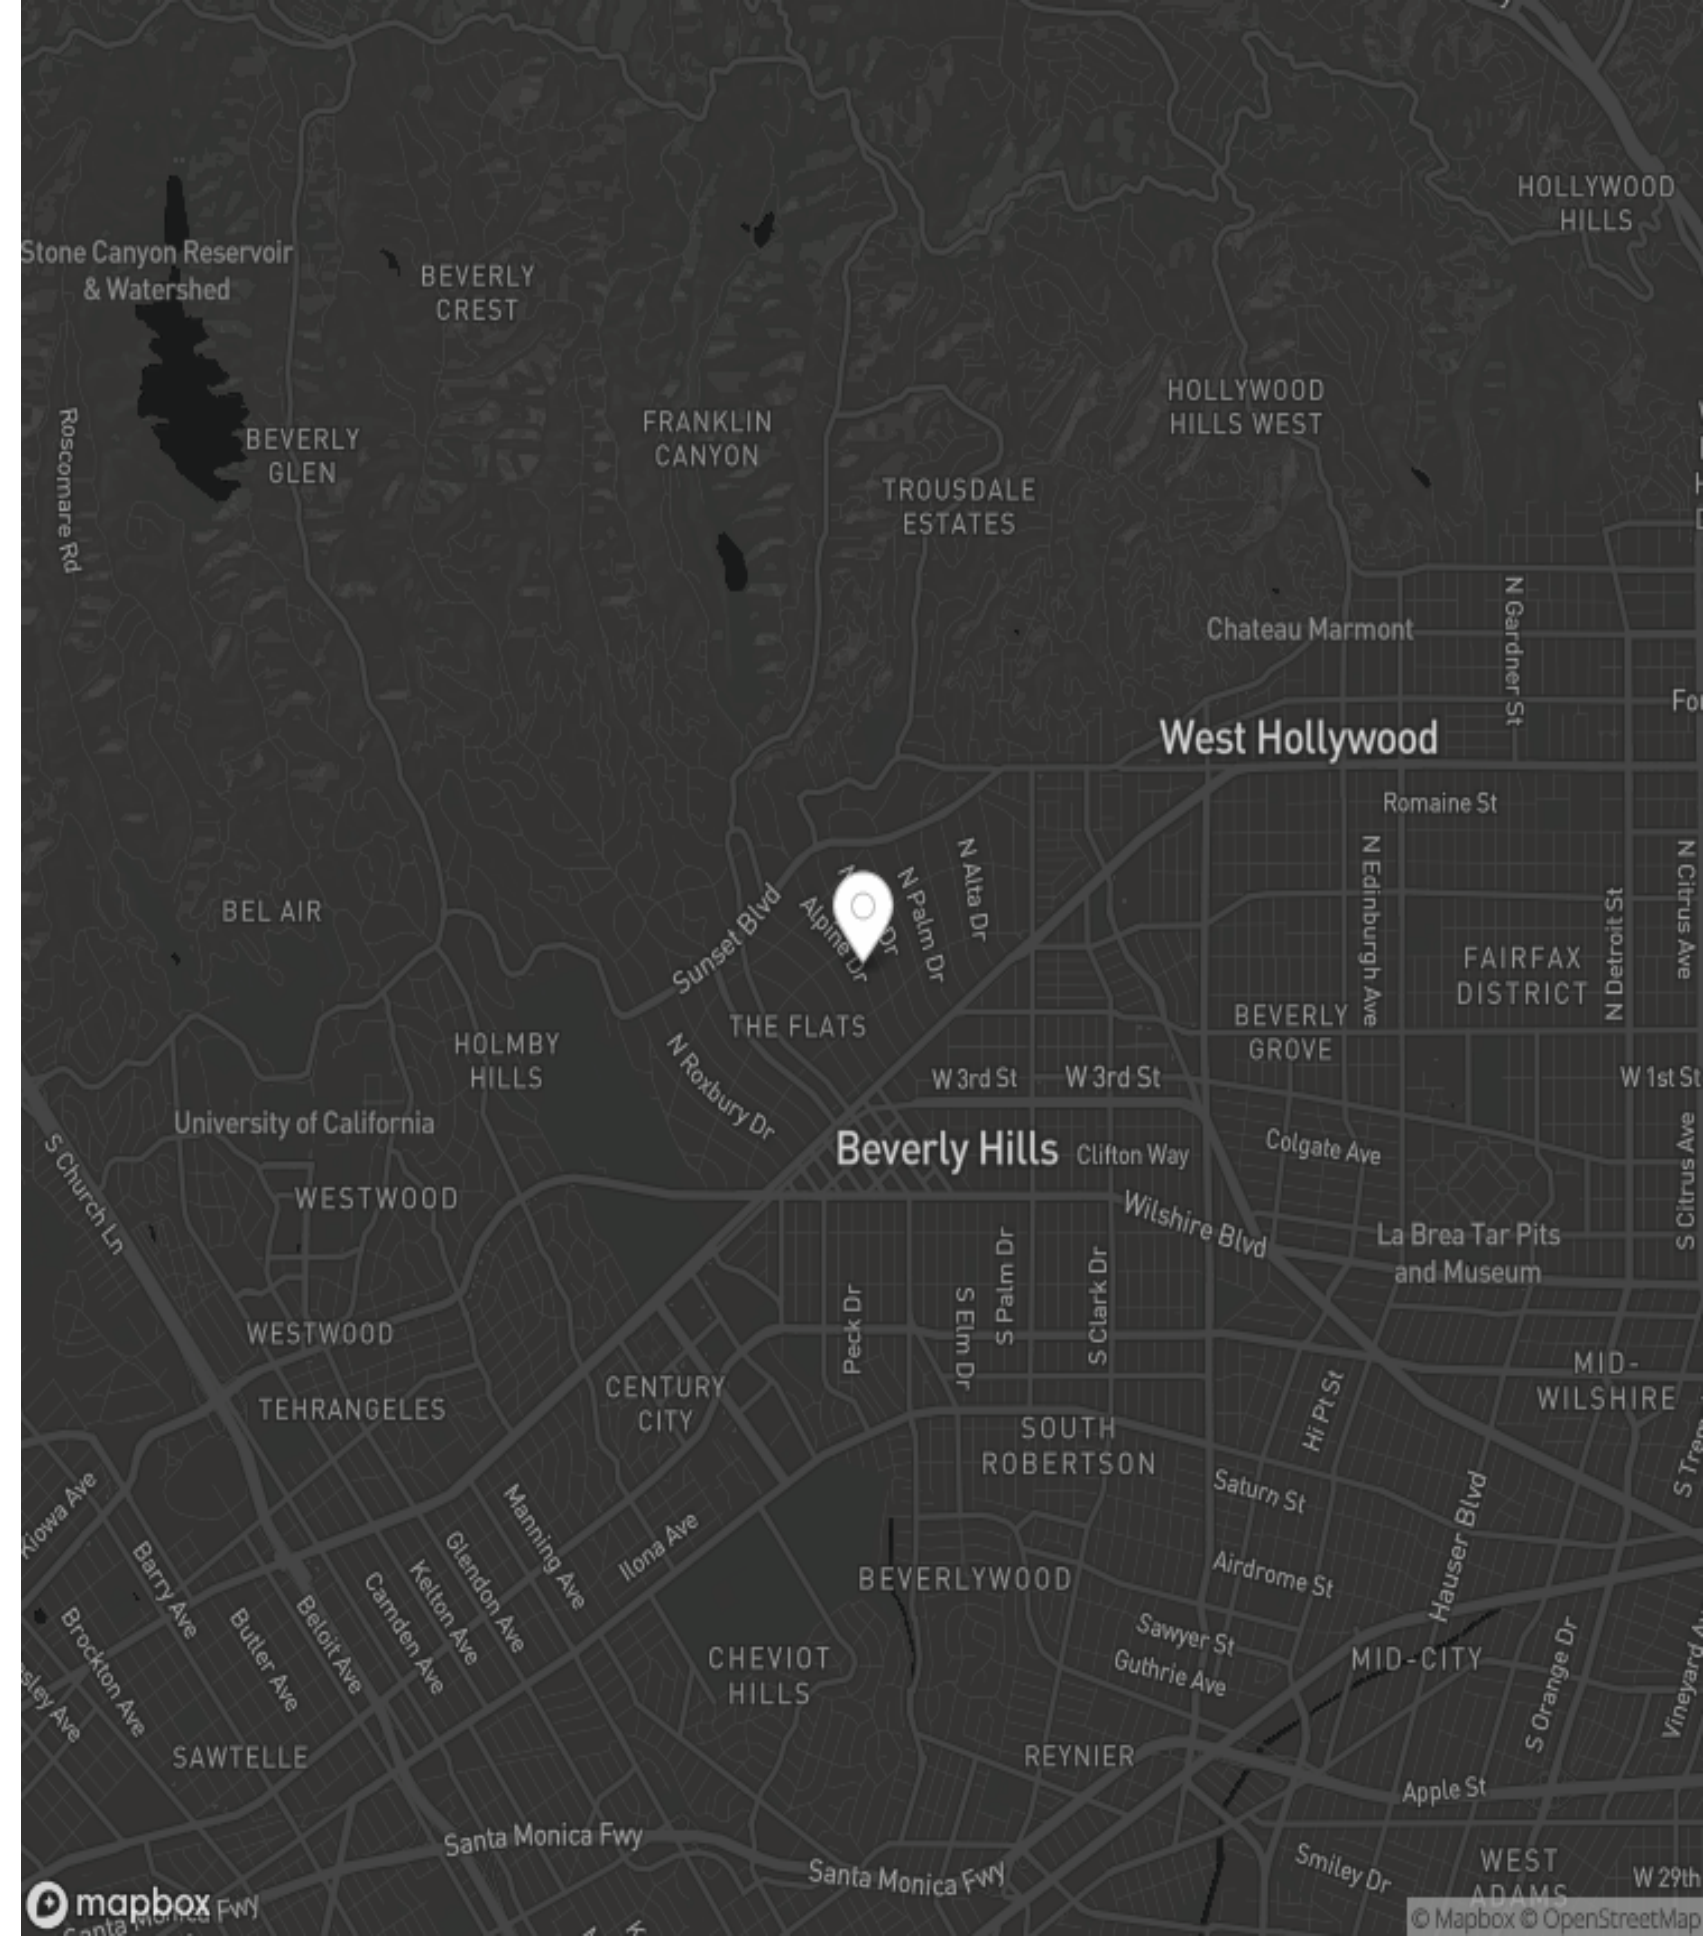 HOLLYWOOD
HILLS
Stone Canyon Reservoir
& Watershed
BEVERLY
CREST
HOLLYWOOD
HILLS WEST
Roscomare Rd
BEVERLY
GLEN
FRANKLIN
CANYON
TROUSDALE
ESTATES
Chateau Marmont
N Gardner St
West Hollywood
Romaine St
BEL AIR
Sunset Blvd
Alpine Dr
Dr
N Palm Dr
N Alta Dr
N Edinburgh Ave
FAIRFAX
DISTRICT
N Detroit St
N Citrus Ave
THE FLATS
BEVERLY
GROVE
HOLMBY
HILLS
N Roxbury Dr
W 3rd St
W 3rd St
W 1st St
University of California
Beverly Hills
Clifton Way
Colgate Ave
S Church Ln
WESTWOOD
Wilshire Blvd
S Citrus Ave
La Brea Tar Pits
and Museum
Peck Dr
S Elm Dr
S Palm Dr
S Clark Dr
WESTWOOD
TEHRANGELES
CENTURY
CITY
MID-
WILSHIRE
SOUTH
ROBERTSON
Hi Pt St
Saturn St
Hauser Blvd
Kiowa Ave
Barry Ave
Manning Ave
Glendon Ave
Kelton Ave
Camden Ave
Ilona Ave
BEVERLYWOOD
Airdrome St
Brockton Ave
Butler Ave
Beloit Ave
CHEVIOT
HILLS
Sawyer St
Guthrie Ave
MID-CITY
S Orange Dr
SAWTELLE
REYNIER
Apple St
Santa Monica Fwy
Santa Monica Fwy
Smiley Dr
WEST
ADAMS
W 29th
mapbox
Santa Monica Fwy
© Mapbox © OpenStreetMap